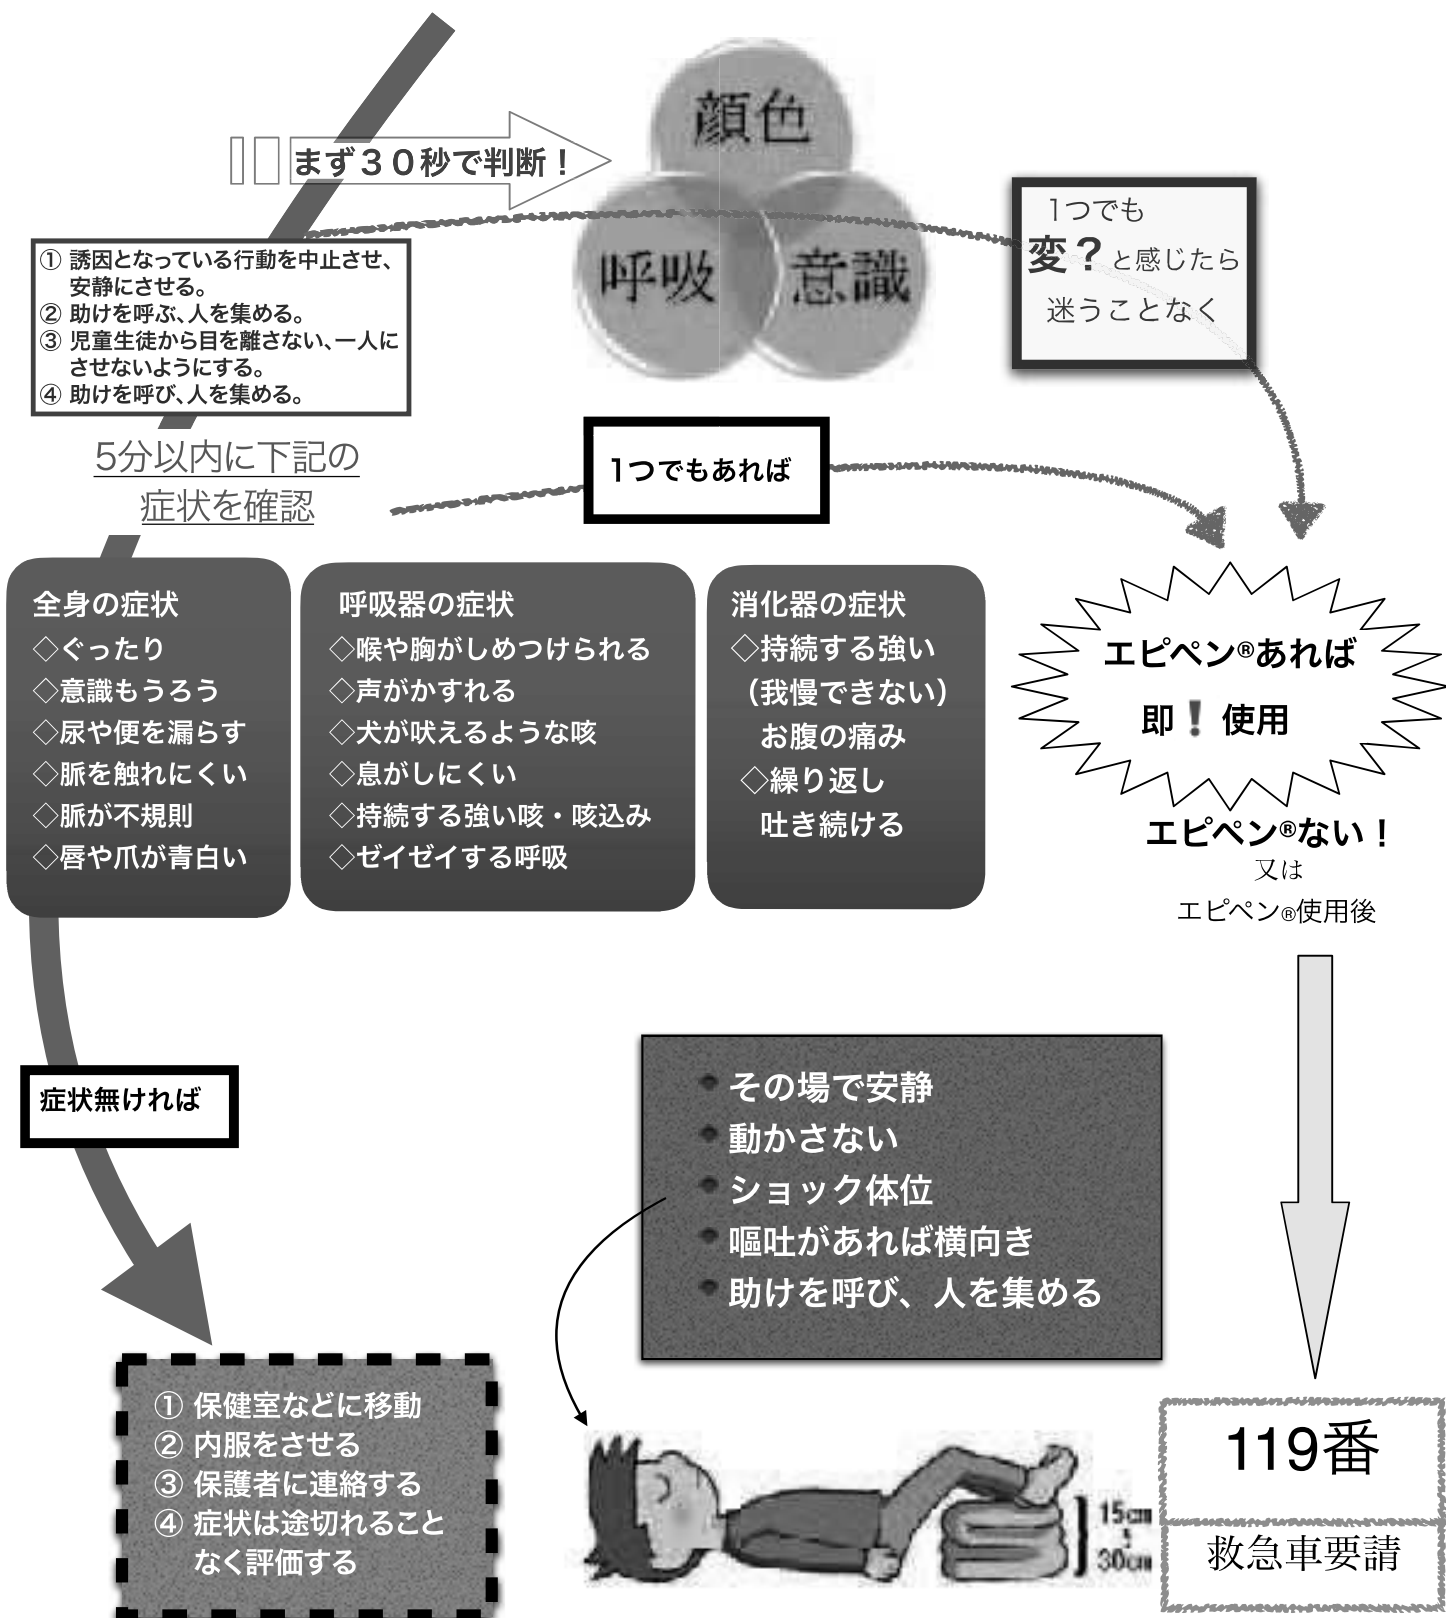 顔色
まず３０秒で判断！
呼吸
意識
1つでも
変？と感じたら
迷うことなく
① 誘因となっている行動を中止させ、
安静にさせる。
② 助けを呼ぶ、人を集める。
③ 児童生徒から目を離さない、一人に
させないようにする。
④ 助けを呼び、人を集める。
5分以内に下記の
症状を確認
1つでもあれば
全身の症状
◇ぐったり
◇意識もうろう
◇尿や便を漏らす
◇脈を触れにくい
◇脈が不規則
◇唇や爪が青白い
呼吸器の症状
◇喉や胸がしめつけられる
◇声がかすれる
◇犬が吠えるような咳
◇息がしにくい
◇持続する強い咳・咳込み
◇ゼイゼイする呼吸
消化器の症状
◇持続する強い
（我慢できない）
お腹の痛み
◇繰り返し
吐き続ける
エピペン®あれば
即❗使用
エピペン®ない！
又は
エピペン®使用後
症状無ければ
その場で安静
動かさない
ショック体位
嘔吐があれば横向き
助けを呼び、人を集める
① 保健室などに移動
② 内服をさせる
③ 保護者に連絡する
④ 症状は途切れること
なく評価する
15cm
〜
30cm
119番
救急車要請